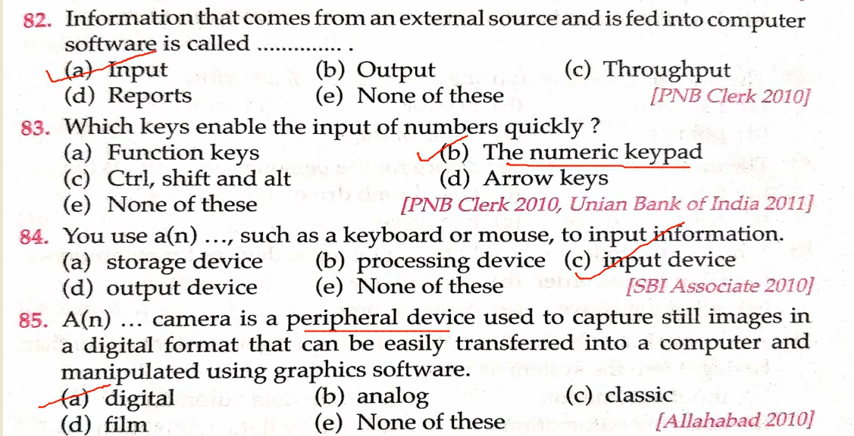 82. Information that comes from an external source and is fed into computer
software is called .............. .
(a) Input (b) Output (c) Throughput
(d) Reports (e) None of these [PNB Clerk 2010]
83. Which keys enable the input of numbers quickly ?
(a) Function keys (b) The numeric keypad
(c) Ctrl, shift and alt (d) Arrow keys
(e) None of these [PNB Clerk 2010, Unian Bank of India 2011]
84. You use a(n) ..., such as a keyboard or mouse, to input information.
(a) storage device (b) processing device (c) input device
(d) output device (e) None of these [SBI Associate 2010]
85. A(n) ... camera is a peripheral device used to capture still images in
a digital format that can be easily transferred into a computer and
manipulated using graphics software.
(a) digital (b) analog (c) classic
(d) film (e) None of these [Allahabad 2010]